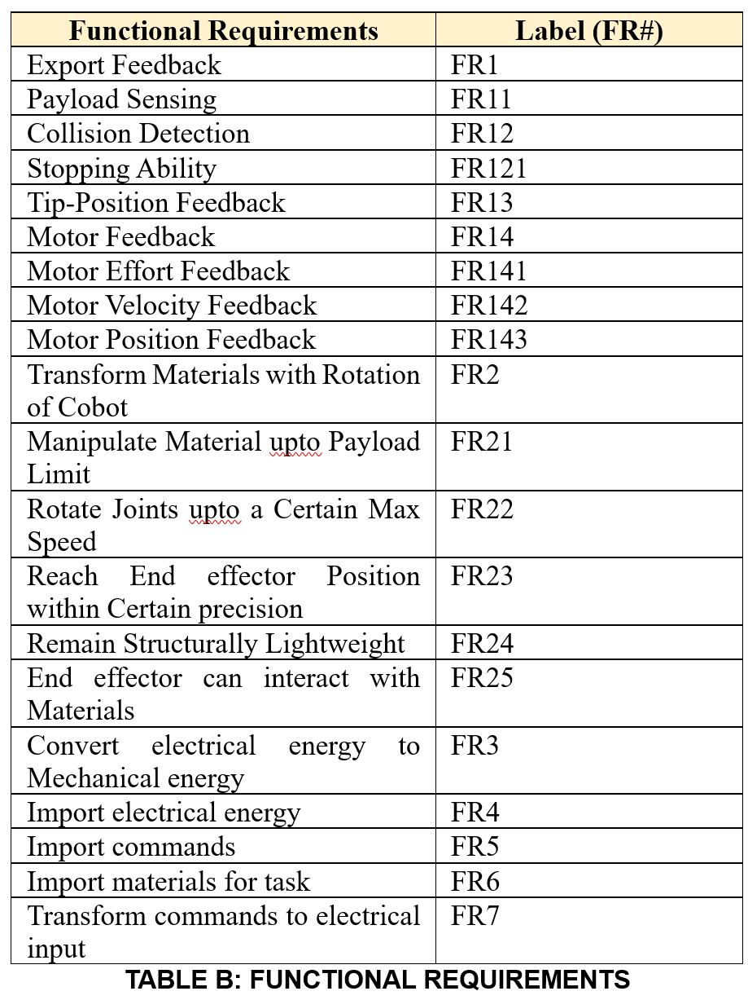 Functional Requirements Label (FR#)
Export Feedback FR1
Payload Sensing FR11
Collision Detection FR12
Stopping Ability FR121
Tip-Position Feedback FR13
Motor Feedback FR14
Motor Effort Feedback FR141
Motor Velocity Feedback FR142
Motor Position Feedback FR143
Transform Materials with Rotation FR2
of Cobot
Manipulate Material upto Payload FR21
Limit
Rotate Joints upto a Certain Max FR22
Speed
Reach End effector Position FR23
within Certain precision
Remain Structurally Lightweight FR24
End effector can interact with FR25
Materials
Convert electrical energy to FR3
Mechanical energy
Import electrical energy FR4
Import commands FR5
Import materials for task FR6
Transform commands to electrical FR7
input
TABLE B: FUNCTIONAL REQUIREMENTS